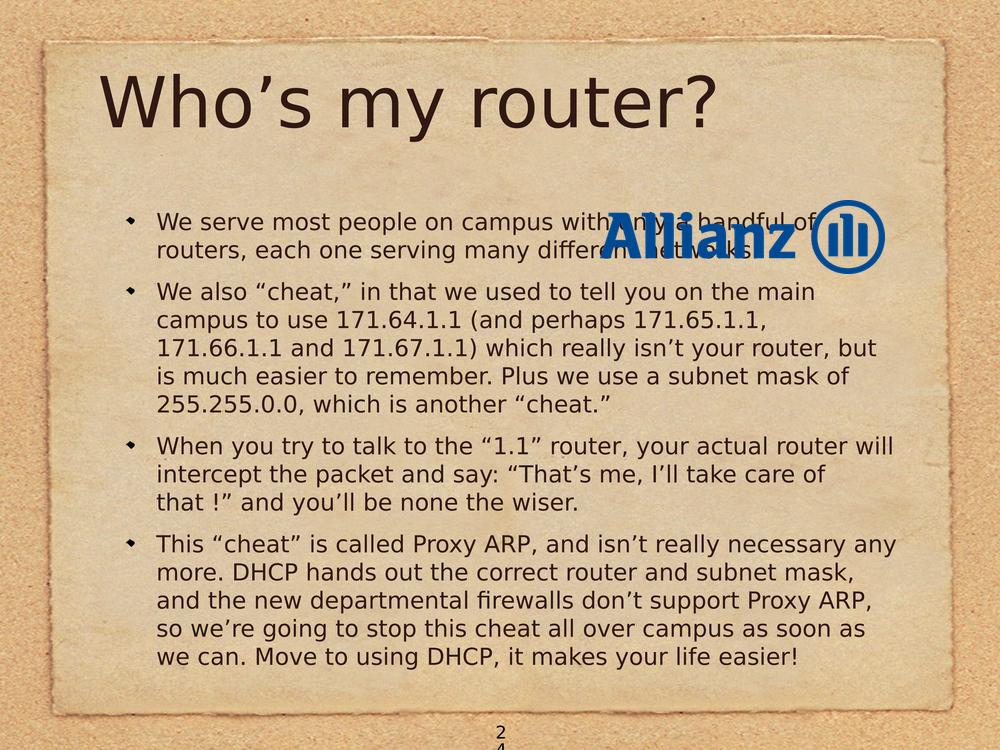 Who’s my router?
We serve most people on campus with only a handful of
routers, each one serving many different networks.
Allianz
We also “cheat,” in that we used to tell you on the main
campus to use 171.64.1.1 (and perhaps 171.65.1.1,
171.66.1.1 and 171.67.1.1) which really isn’t your router, but
is much easier to remember. Plus we use a subnet mask of
255.255.0.0, which is another “cheat.”
When you try to talk to the “1.1” router, your actual router will
intercept the packet and say: “That’s me, I’ll take care of
that !” and you’ll be none the wiser.
This “cheat” is called Proxy ARP, and isn’t really necessary any
more. DHCP hands out the correct router and subnet mask,
and the new departmental firewalls don’t support Proxy ARP,
so we’re going to stop this cheat all over campus as soon as
we can. Move to using DHCP, it makes your life easier!
2
4